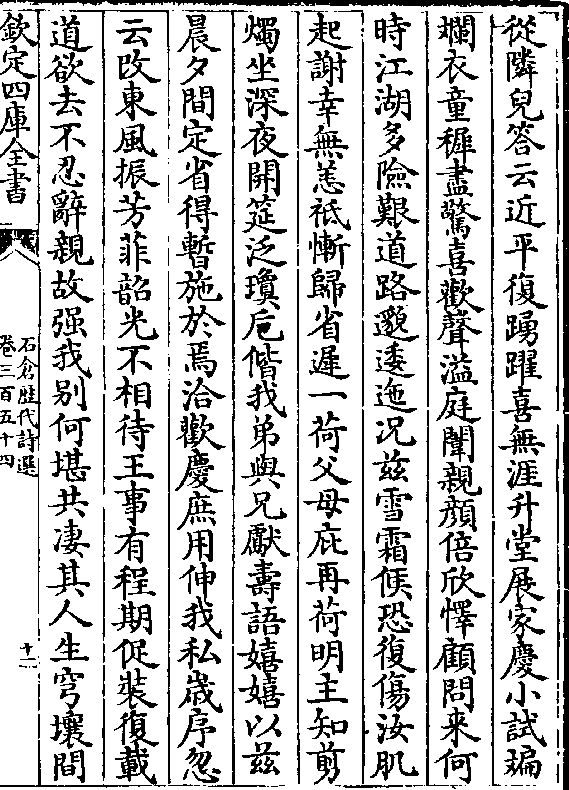 從隣兒答云近平復踴躍喜無涯升堂展家慶小試斒
斕衣童穉盡驚喜歡聲溢庭闈親顔倍欣懌顧問來何
時江湖多險艱道路邈逶迤况兹雪霜候恐復傷汝肌
起謝幸無恙祗慚歸省遲一荷父母庇再荷明主知剪
燭坐深夜開筵泛瓊巵偕我弟與兄獻壽語嬉嬉以兹
晨夕間定省得暫施於焉洽歡慶庶用伸我私歲序忽
云改東風振芳菲韶光不相待王事有程期促裝復載
道欲去不忍辭親故强我别何堪共凄其人生穹壤間
欽定四庫全書
石倉歷代詩選
卷三百五十四
十二